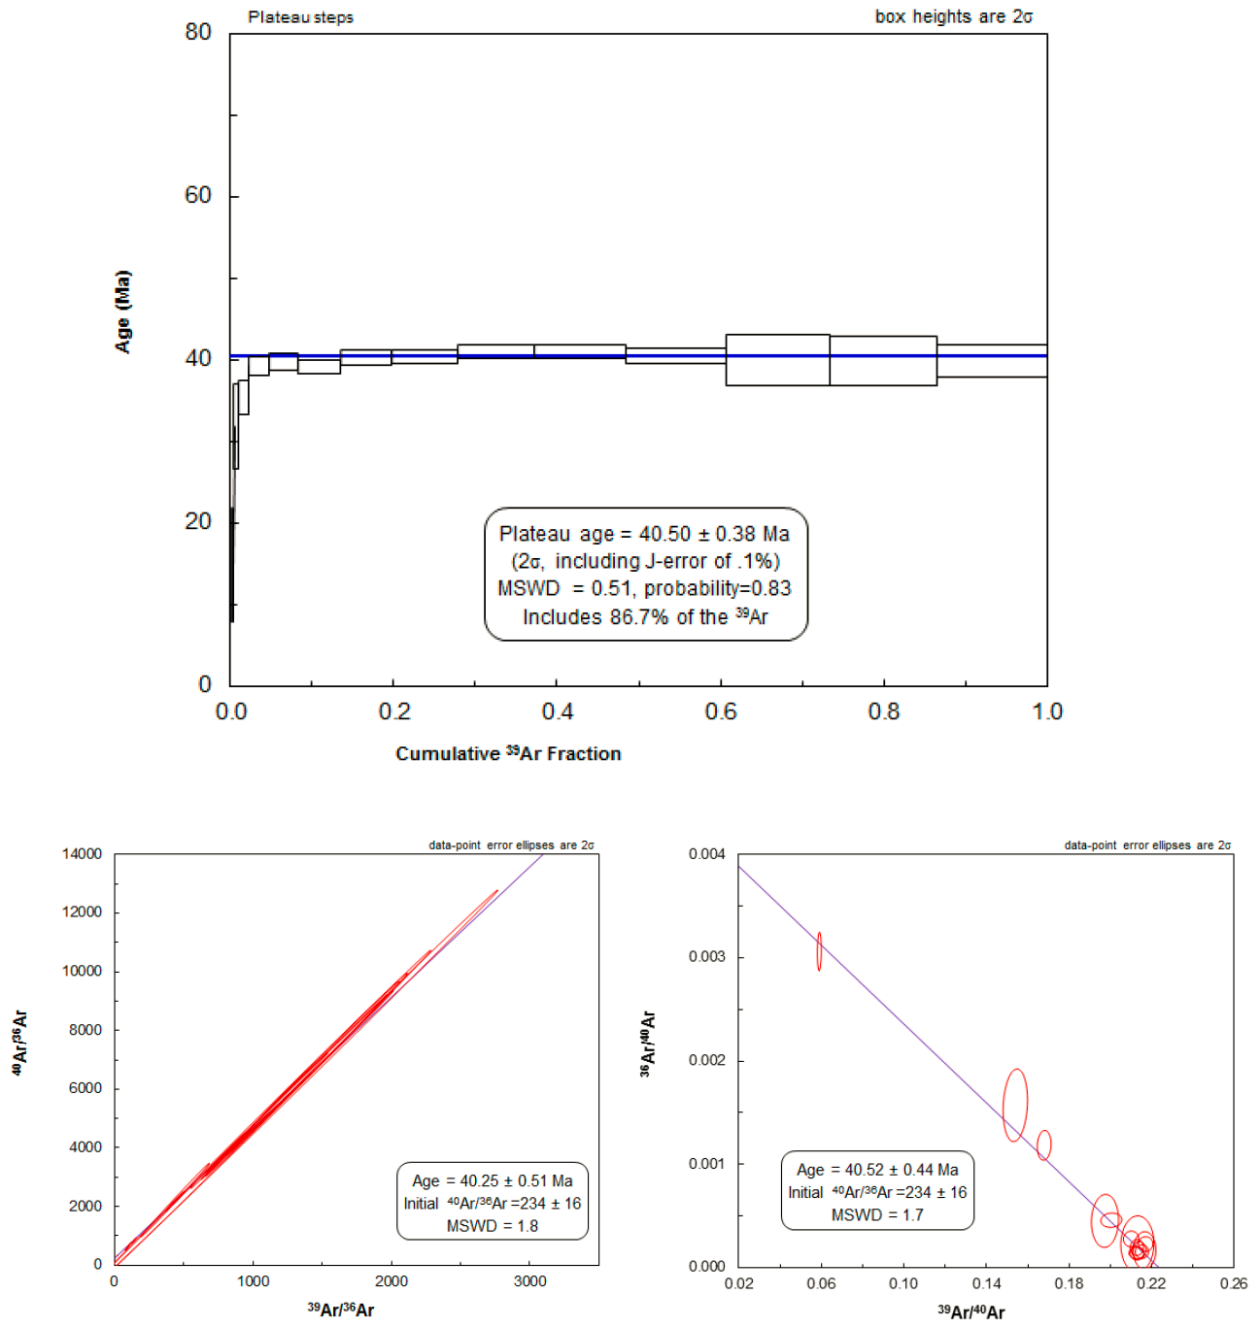 Plateau steps
box heights are 2σ
80
60
40
20
0
Age (Ma)
Plateau age = 40.50 ± 0.38 Ma
(2σ, including J-error of .1%)
MSWD = 0.51, probability=0.83
Includes 86.7% of the ³⁹Ar
0.0 0.2 0.4 0.6 0.8 1.0
Cumulative ³⁹Ar Fraction
data-point error ellipses are 2σ
14000
12000
10000
8000
6000
4000
2000
0
⁴⁰Ar/³⁶Ar
Age = 40.25 ± 0.51 Ma
Initial ⁴⁰Ar/³⁶Ar =234 ± 16
MSWD = 1.8
0 1000 2000 3000
³⁹Ar/³⁶Ar
data-point error ellipses are 2σ
0.004
0.003
0.002
0.001
0.000
³⁶Ar/⁴⁰Ar
Age = 40.52 ± 0.44 Ma
Initial ⁴⁰Ar/³⁶Ar =234 ± 16
MSWD = 1.7
0.02 0.06 0.10 0.14 0.18 0.22 0.26
³⁹Ar/⁴⁰Ar